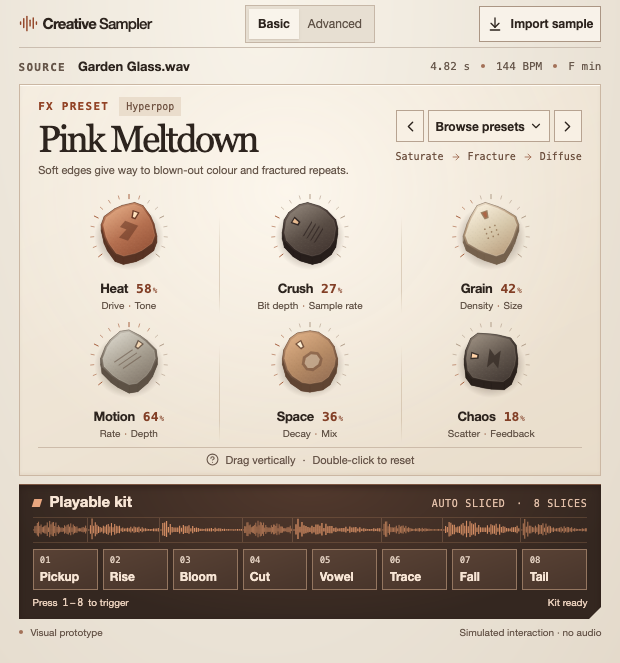 Creative Sampler
Basic Advanced
Import sample
SOURCE Garden Glass.wav
4.82 s • 144 BPM • F min
FX PRESET Hyperpop
Pink Meltdown
Soft edges give way to blown-out colour and fractured repeats.
Browse presets
Saturate → Fracture → Diffuse
Heat 58%
Drive · Tone
Crush 27%
Bit depth · Sample rate
Grain 42%
Density · Size
Motion 64%
Rate · Depth
Space 36%
Decay · Mix
Chaos 18%
Scatter · Feedback
? Drag vertically · Double-click to reset
Playable kit
AUTO SLICED · 8 SLICES
01 Pickup
02 Rise
03 Bloom
04 Cut
05 Vowel
06 Trace
07 Fall
08 Tail
Press 1–8 to trigger
Kit ready
• Visual prototype
Simulated interaction · no audio